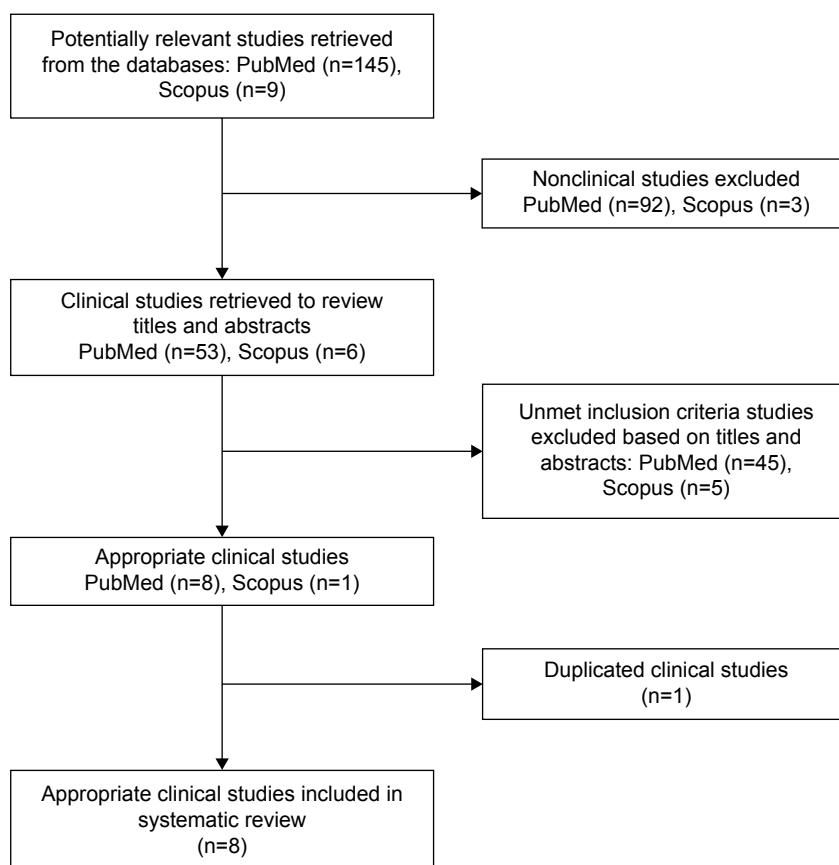 Potentially relevant studies retrieved
from the databases: PubMed (n=145),
Scopus (n=9)
Nonclinical studies excluded
PubMed (n=92), Scopus (n=3)
Clinical studies retrieved to review
titles and abstracts
PubMed (n=53), Scopus (n=6)
Unmet inclusion criteria studies
excluded based on titles and
abstracts: PubMed (n=45),
Scopus (n=5)
Appropriate clinical studies
PubMed (n=8), Scopus (n=1)
Duplicated clinical studies
(n=1)
Appropriate clinical studies included in
systematic review
(n=8)